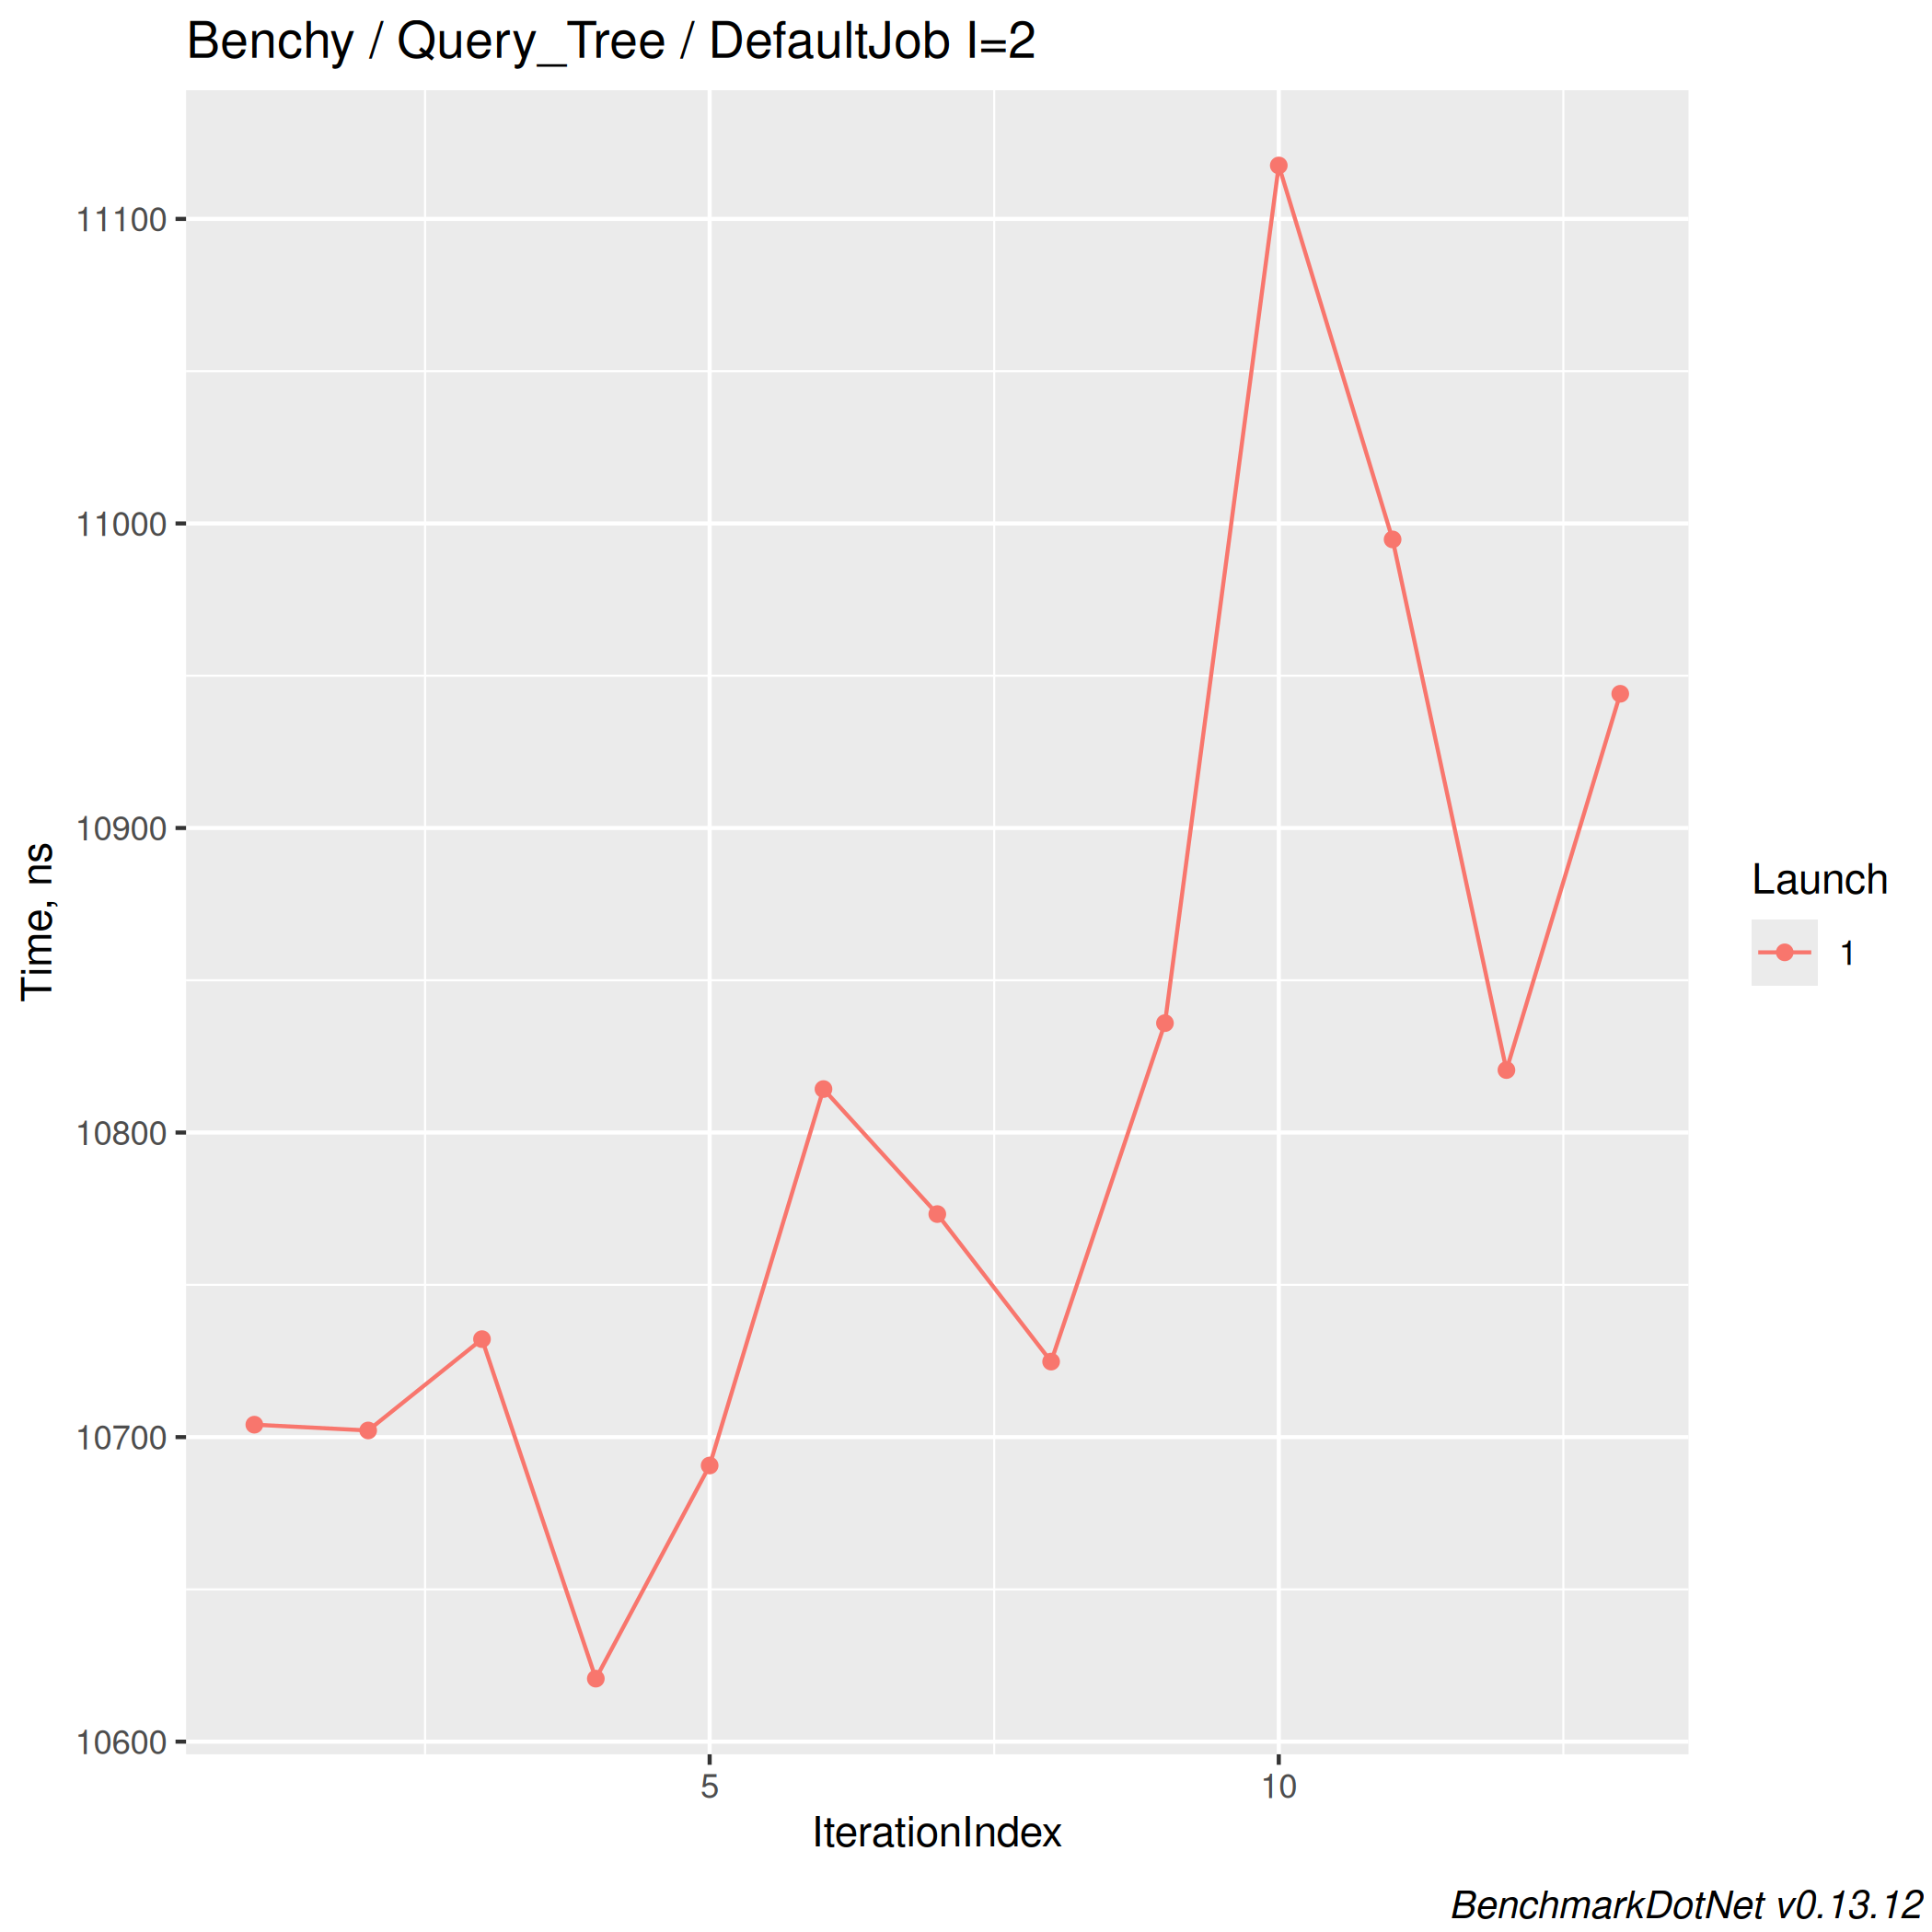 Benchy / Query_Tree / DefaultJob I=2
11100
11000
10900
10800
10700
10600
Time, ns
5
10
IterationIndex
Launch
1
BenchmarkDotNet v0.13.12